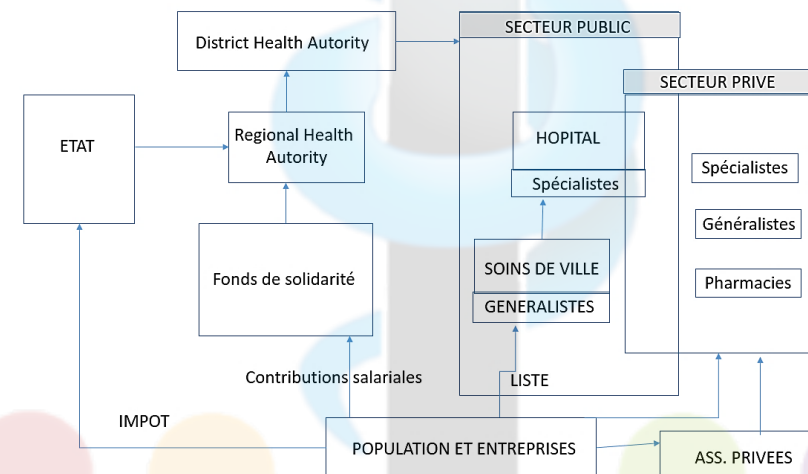 SECTEUR PUBLIC
District Health Autority
SECTEUR PRIVE
ETAT
Regional Health
Autority
HOPITAL
Spécialistes
Spécialistes
Généralistes
Fonds de solidarité
SOINS DE VILLE
GENERALISTES
Pharmacies
Contributions salariales
LISTE
IMPOT
POPULATION ET ENTREPRISES
ASS. PRIVEES